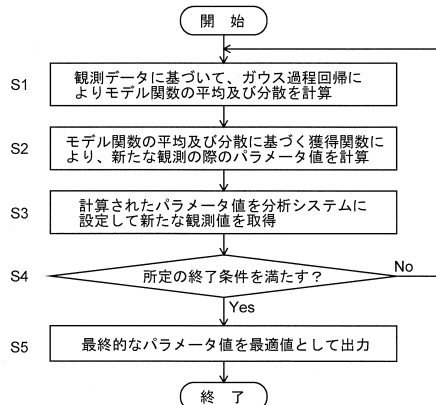 開 始
S1
観測データに基づいて、ガウス過程回帰に
よりモデル関数の平均及び分散を計算
S2
モデル関数の平均及び分散に基づく獲得関数に
より、新たな観測の際のパラメータ値を計算
S3
計算されたパラメータ値を分析システムに
設定して新たな観測値を取得
S4
所定の終了条件を満たす？
No
Yes
S5
最終的なパラメータ値を最適値として出力
終 了